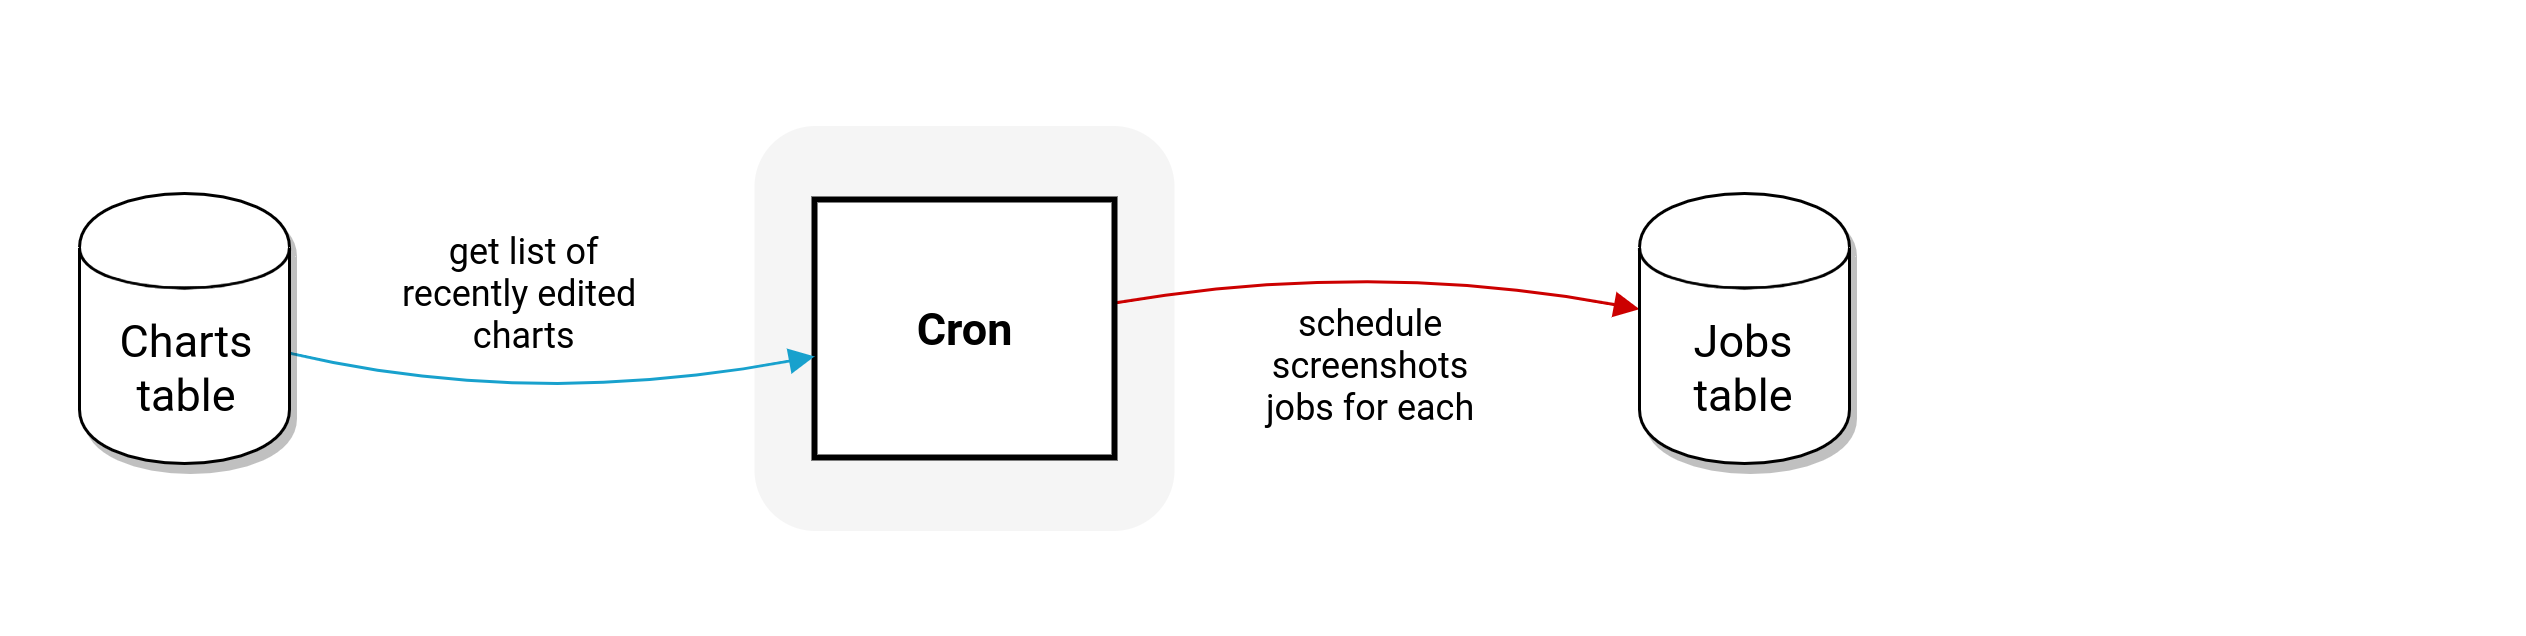 Charts
table
get list of
recently edited
charts
Cron
schedule
screenshots
jobs for each
Jobs
table